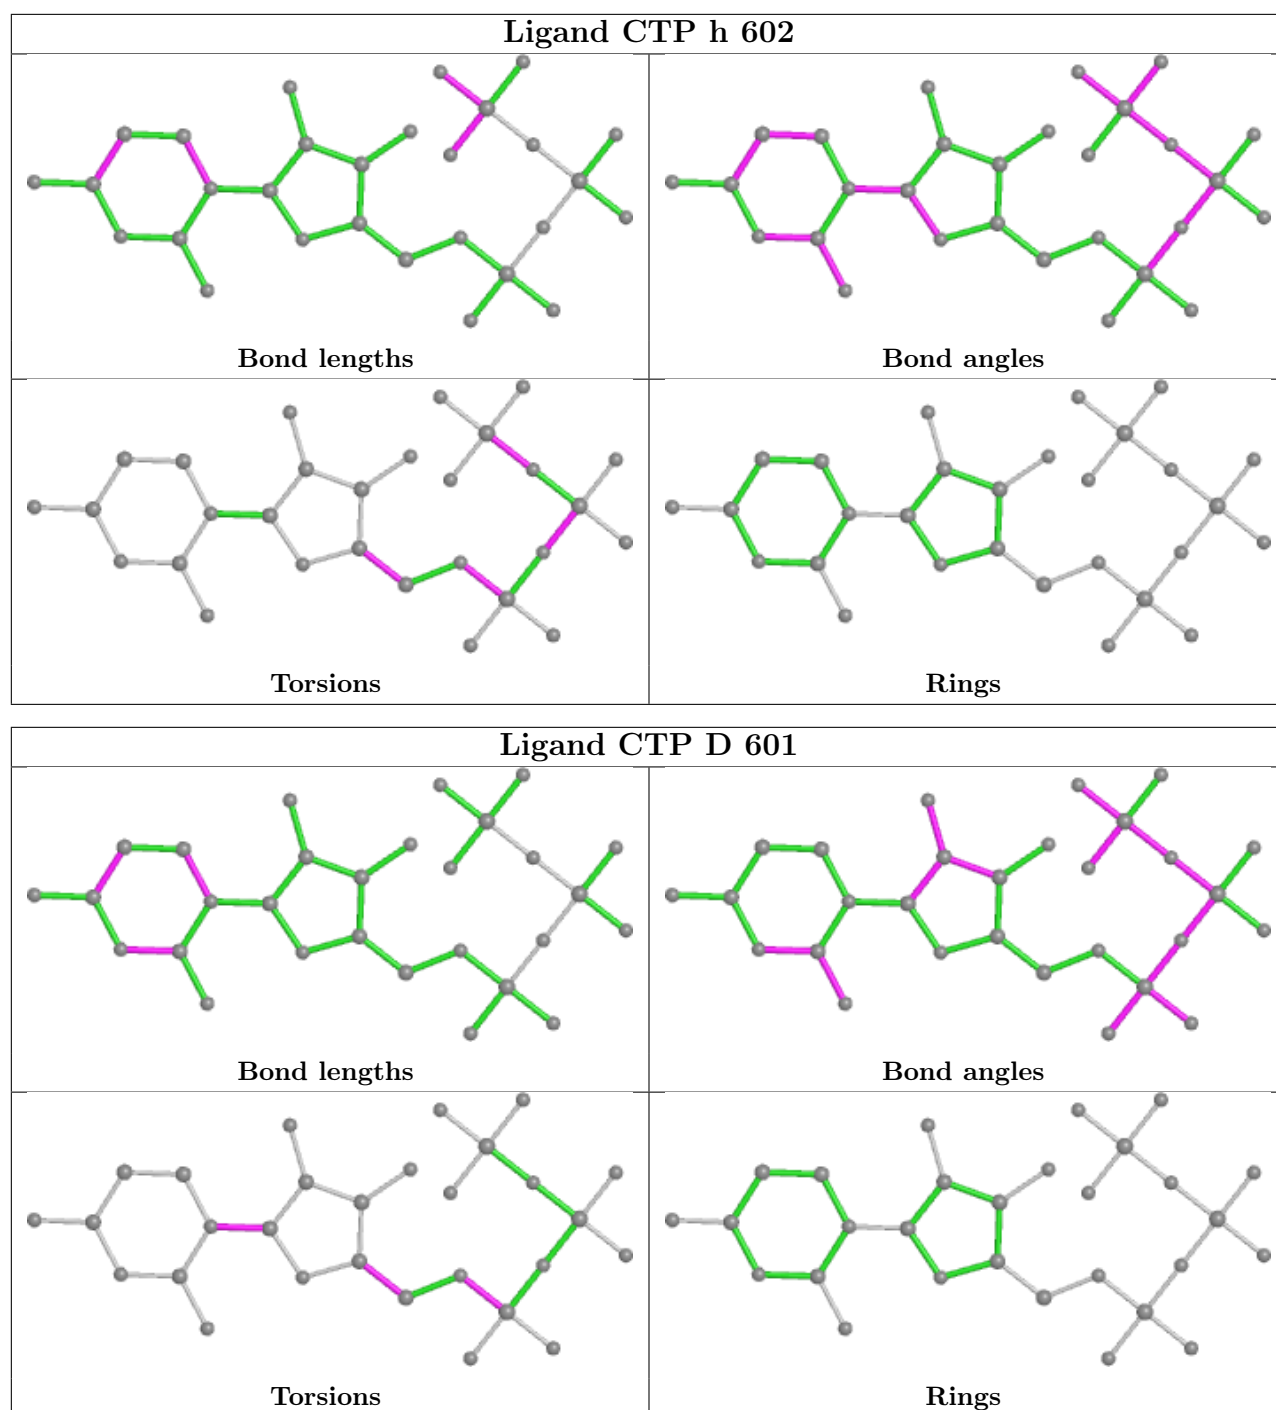 Ligand CTP h 602
Bond lengths
Bond angles
Torsions
Rings
Ligand CTP D 601
Bond lengths
Bond angles
Torsions
Rings